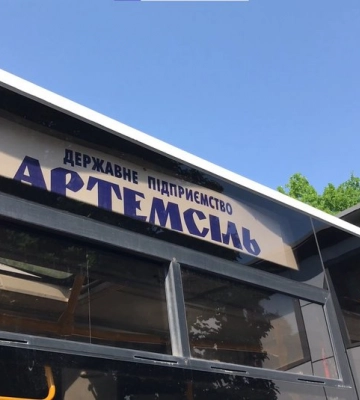 ДЕРЖАВНЕ ПІДПРИЄМСТВО
АРТЕМСІЛЬ